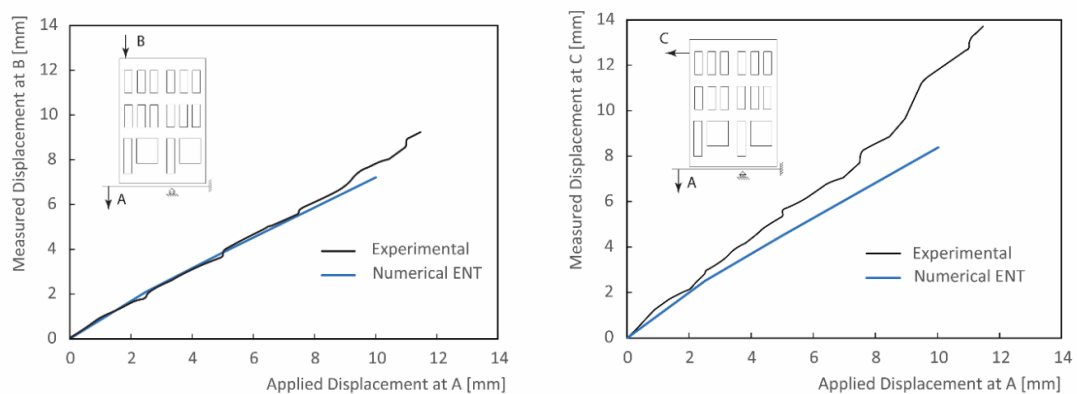 Measured Displacement at B [mm]
14
12
10
8
6
4
2
0
B
A
Experimental
Numerical ENT
0 2 4 6 8 10 12 14
Applied Displacement at A [mm]
Measured Displacement at C [mm]
14
12
10
8
6
4
2
0
C
A
Experimental
Numerical ENT
0 2 4 6 8 10 12 14
Applied Displacement at A [mm]